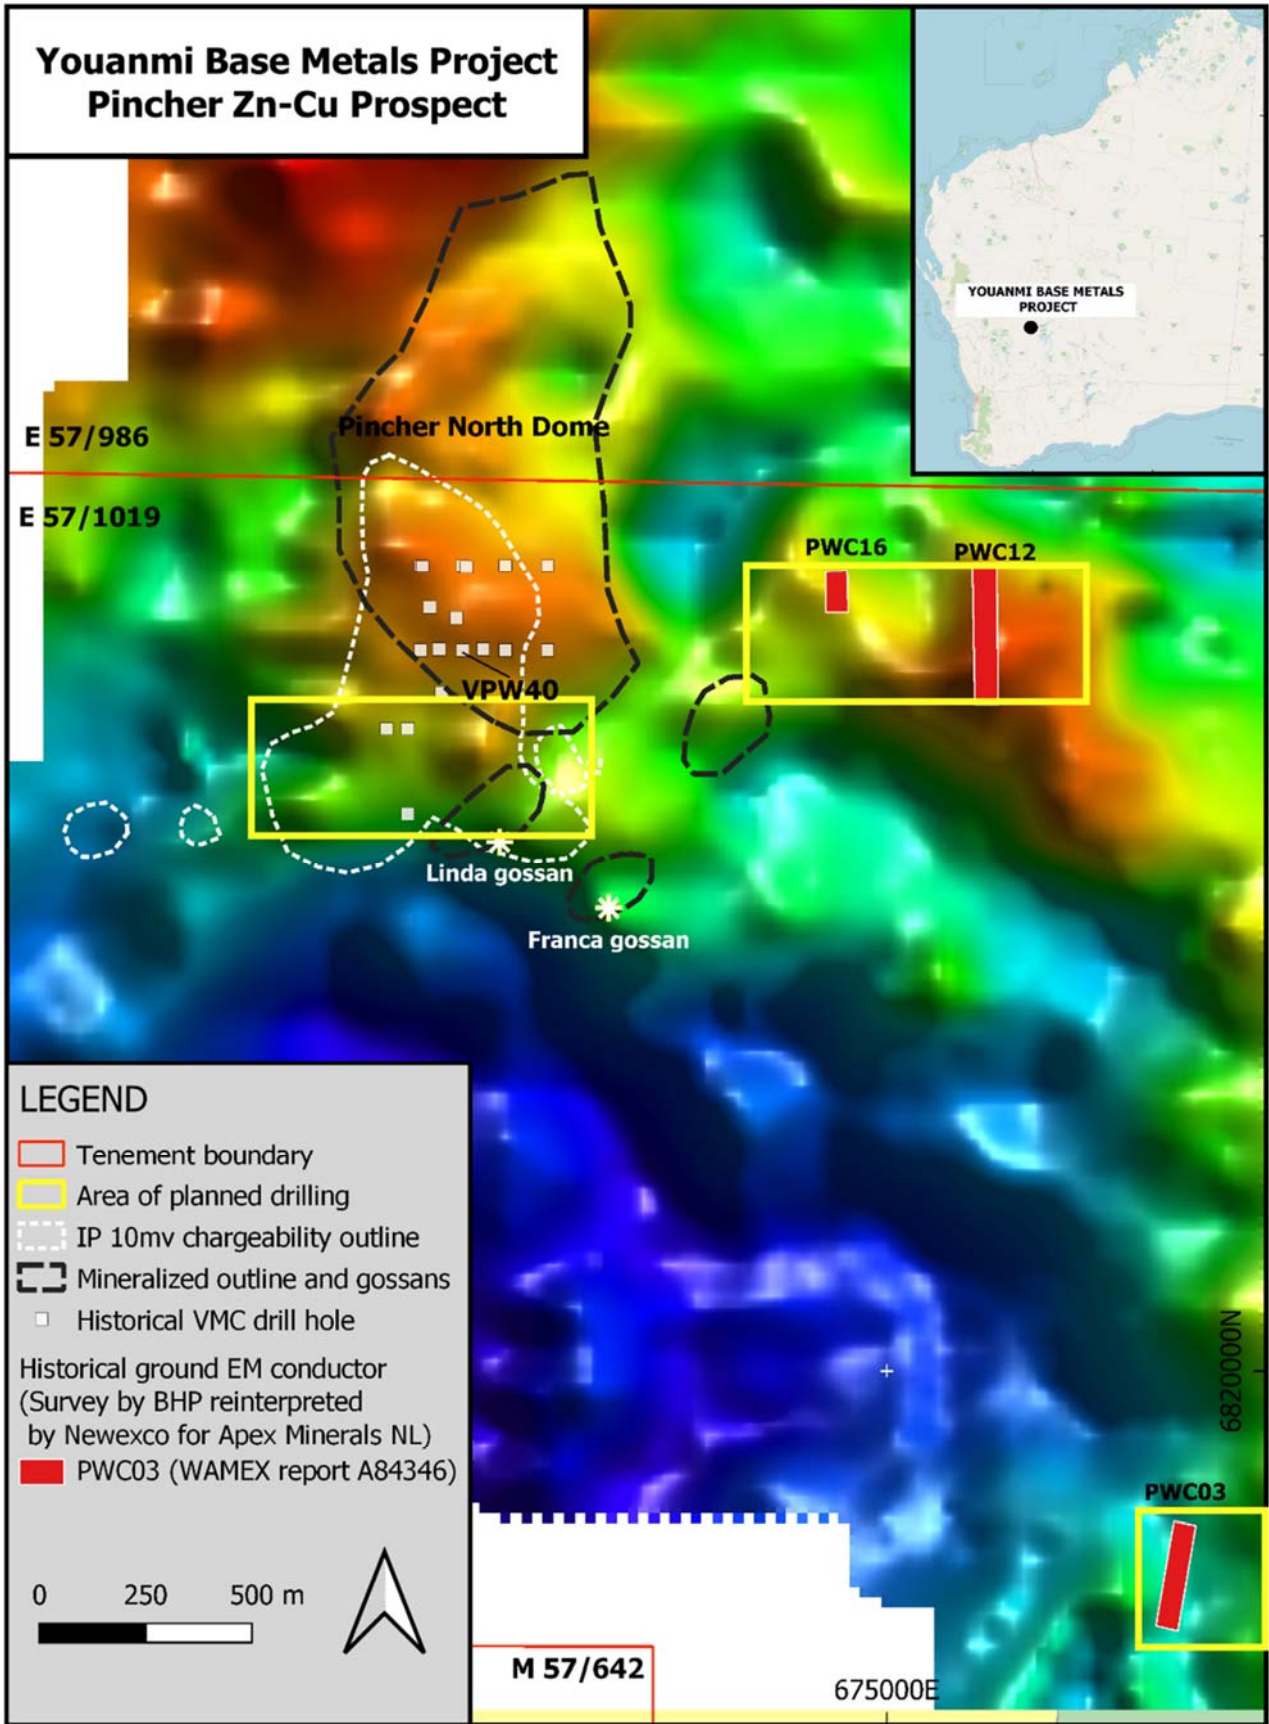 Youanmi Base Metals Project
Pincher Zn-Cu Prospect
YOUANMI BASE METALS
PROJECT
Pincher North Dome
E 57/986
E 57/1019
PWC16
PWC12
VPW40
Linda gossan
Franca gossan
LEGEND
Tenement boundary
Area of planned drilling
IP 10mv chargeability outline
Mineralized outline and gossans
Historical VMC drill hole
Historical ground EM conductor
(Survey by BHP reinterpreted
by Newexco for Apex Minerals NL)
PWC03 (WAMEX report A84346)
0 250 500 m
6820000N
PWC03
M 57/642
675000E